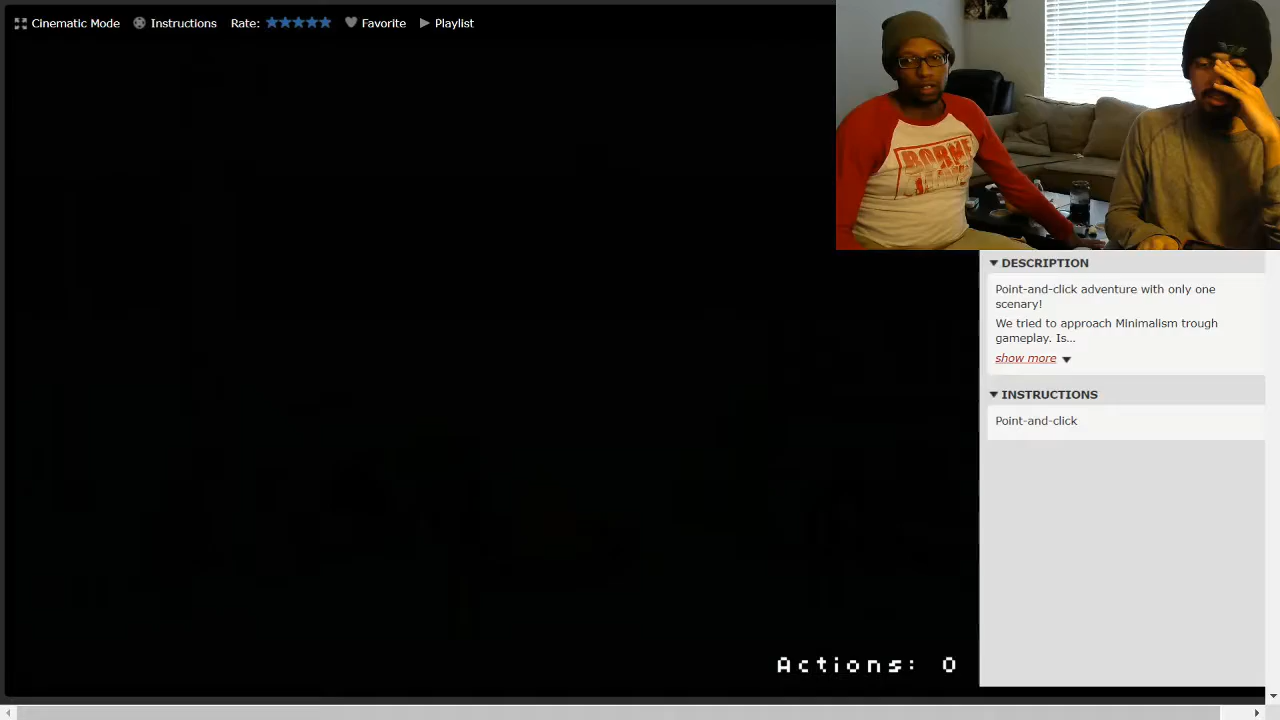 Cinematic Mode Instructions Rate: Favorite Playlist
DESCRIPTION
Point-and-click adventure with only one
scenary!
We tried to approach Minimalism trough
gameplay. Is...
show more
INSTRUCTIONS
Point-and-click
Actions: 0